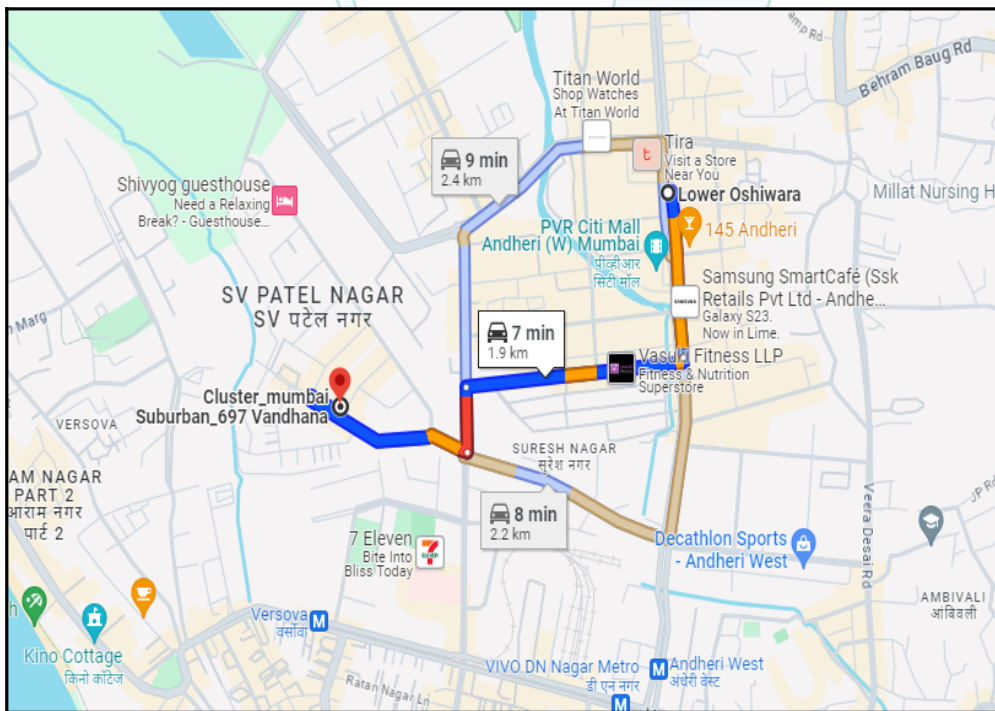 amp Rd
Behram Baug Rd
Titan World
Shop Watches
At Titan World
9 min
2.4 km
t
Tira
Visit a Store
Near You
Shivyog guesthouse
Need a Relaxing
Break? - Guesthouse...
Lower Oshiwara
Millat Nursing H
145 Andheri
PVR Citi Mall
Andheri (W) Mumbai
पीव्हीआर
सिटी मॉल
SAMSUNG
Samsung SmartCafé (Ssk
Retails Pvt Ltd - Andhe...
Galaxy S23.
Now in Lime.
SV PATEL NAGAR
SV पटेल नगर
Marg
7 min
1.9 km
Vasu Fitness LLP
Fitness & Nutrition
Superstore
Cluster_mumbai
Suburban_697 Vandhana
VERSOVA
SURESH NAGAR
सुरेश नगर
AM NAGAR
PART 2
आराम नगर
पार्ट 2
8 min
2.2 km
JP Rd
Veera Desai Rd
7 Eleven
Bite Into
Bliss Today
7
ELEVEN
Decathlon Sports
- Andheri West
AMBIVALI
आंबिवली
h
Versova
वर्सोवा
M
Kino Cottage
किनो कॉटेज
VIVO DN Nagar Metro
डी एन नगर
M
M
Andheri West
अंधेरी वेस्ट
Ratan Nagar Ln